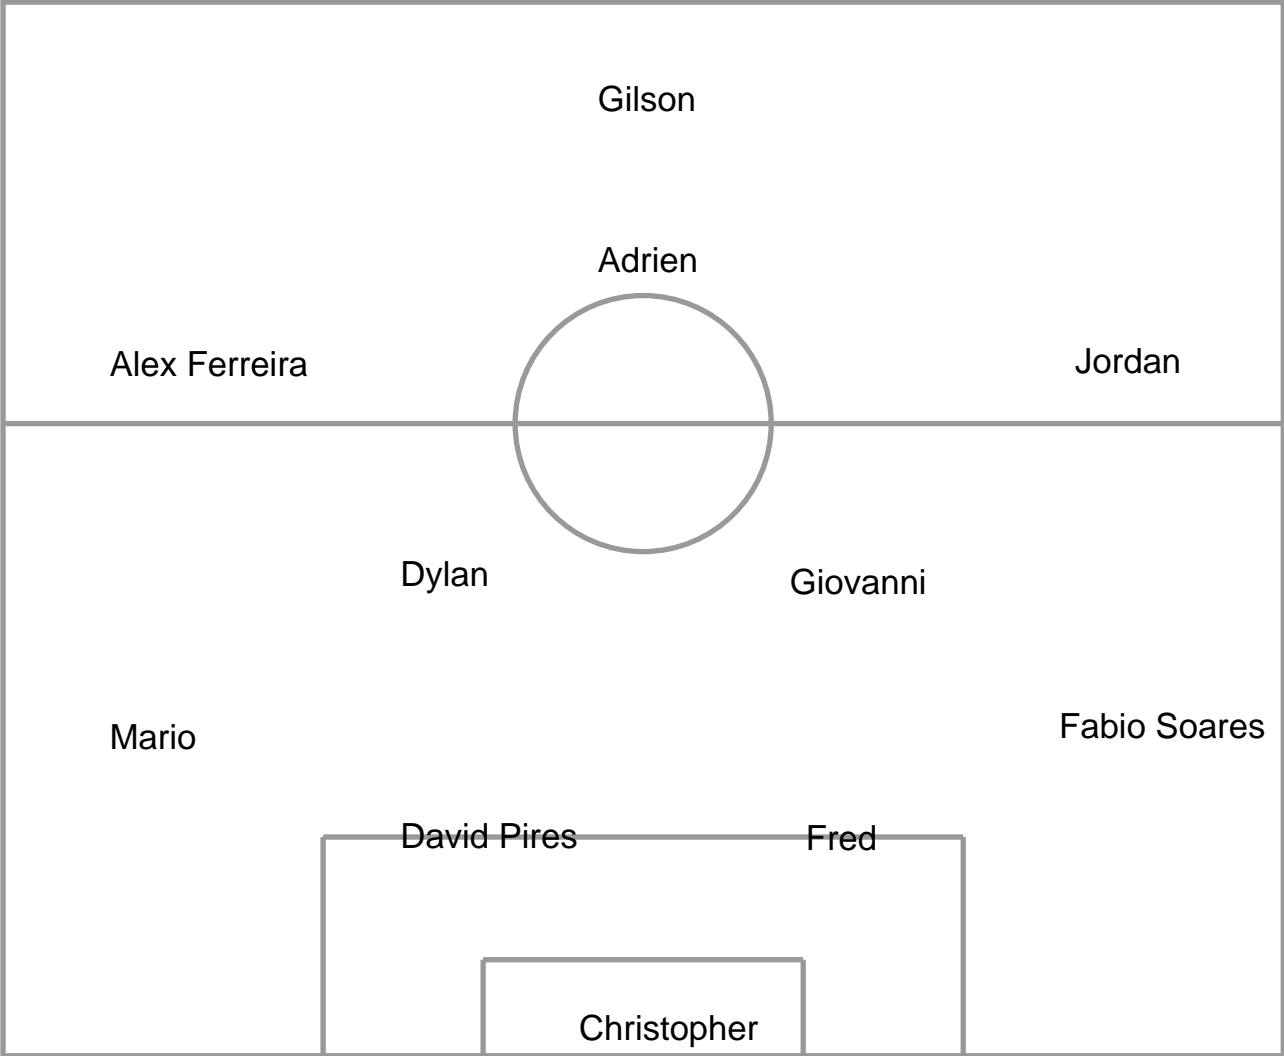 Gilson
Adrien
Alex Ferreira
Jordan
Dylan
Giovanni
Mario
Fabio Soares
David Pires
Fred
Christopher